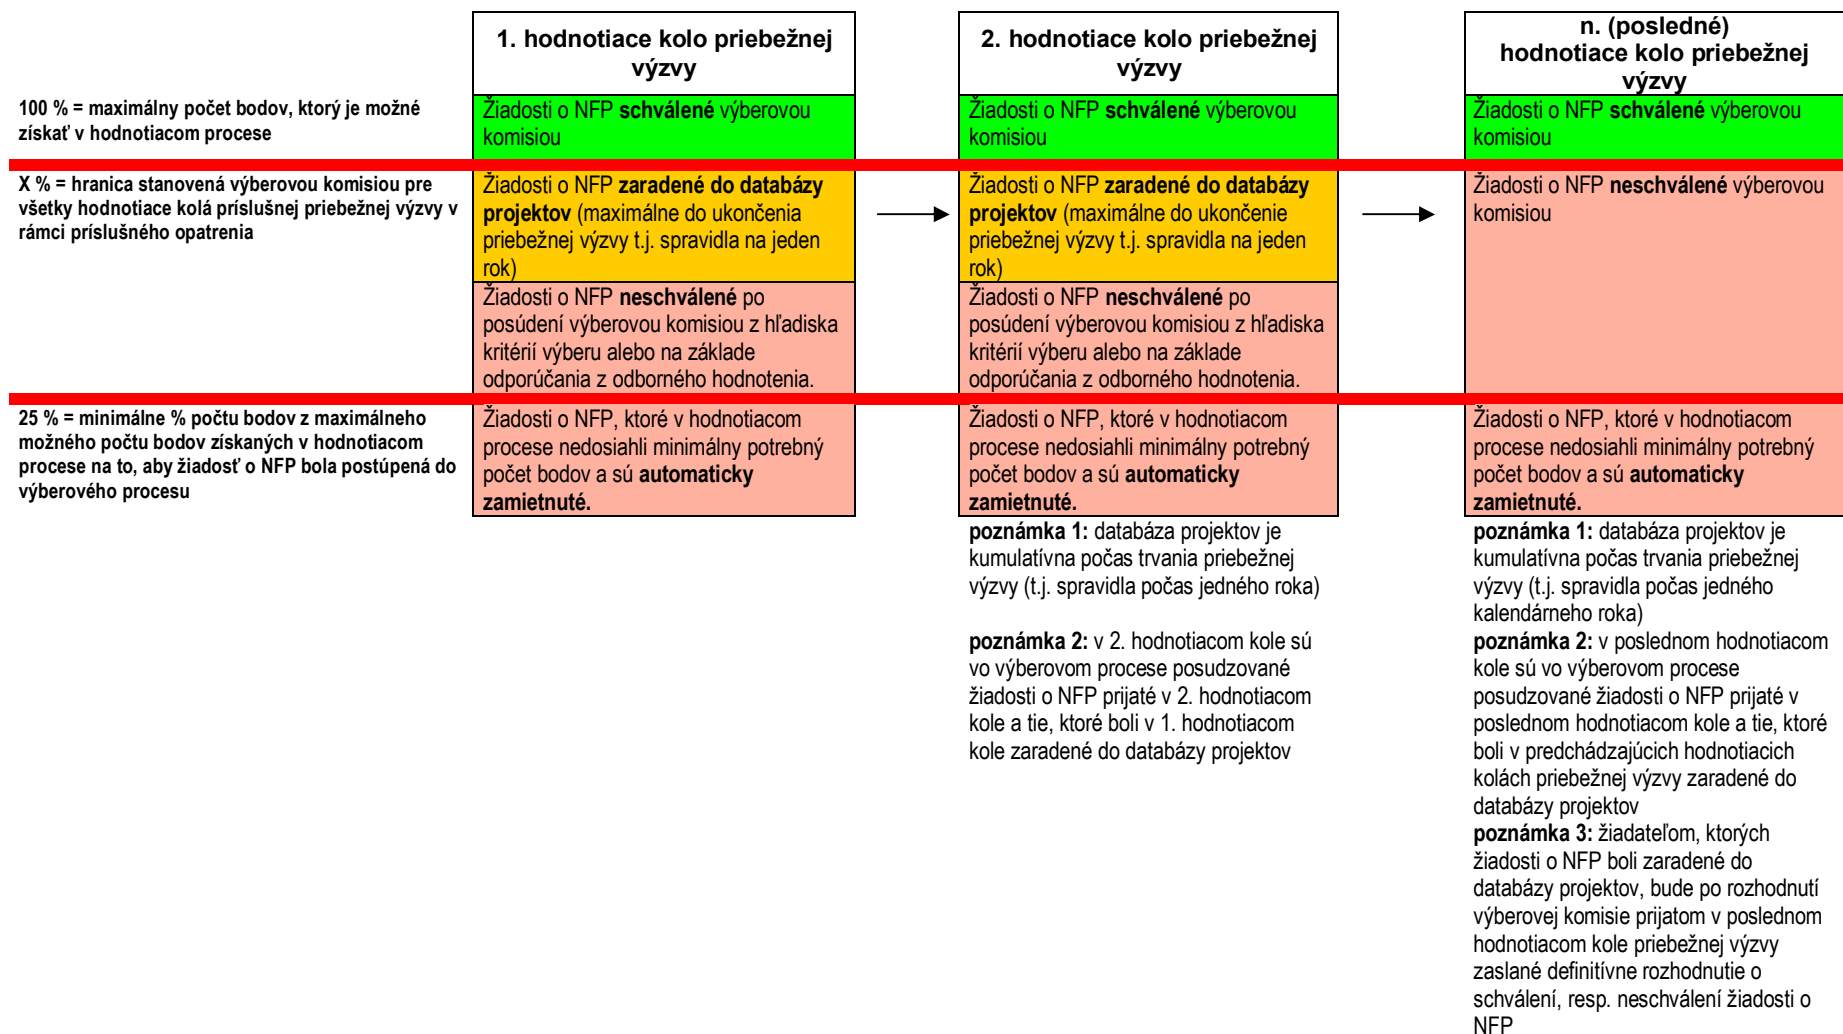 1. hodnotiace kolo priebežnej
výzvy
2. hodnotiace kolo priebežnej
výzvy
n. (posledné)
hodnotiace kolo priebežnej
výzvy
100 % = maximálny počet bodov, ktorý je možné
získať v hodnotiacom procese
Žiadosti o NFP schválené výberovou
komisiou
Žiadosti o NFP schválené výberovou
komisiou
Žiadosti o NFP schválené výberovou
komisiou
X % = hranica stanovená výberovou komisiou pre
všetky hodnotiace kolá príslušnej priebežnej výzvy v
rámci príslušného opatrenia
Žiadosti o NFP zaradené do databázy
projektov (maximálne do ukončenia
priebežnej výzvy t.j. spravidla na jeden
rok)
Žiadosti o NFP zaradené do databázy
projektov (maximálne do ukončenie
priebežnej výzvy t.j. spravidla na jeden
rok)
Žiadosti o NFP neschválené výberovou
komisiou
Žiadosti o NFP neschválené po
posúdení výberovou komisiou z hľadiska
kritérií výberu alebo na základe
odporúčania z odborného hodnotenia.
Žiadosti o NFP neschválené po
posúdení výberovou komisiou z hľadiska
kritérií výberu alebo na základe
odporúčania z odborného hodnotenia.
25 % = minimálne % počtu bodov z maximálneho
možného počtu bodov získaných v hodnotiacom
procese na to, aby žiadosť o NFP bola postúpená do
výberového procesu
Žiadosti o NFP, ktoré v hodnotiacom
procese nedosiahli minimálny potrebný
počet bodov a sú automaticky
zamietnuté.
Žiadosti o NFP, ktoré v hodnotiacom
procese nedosiahli minimálny potrebný
počet bodov a sú automaticky
zamietnuté.
Žiadosti o NFP, ktoré v hodnotiacom
procese nedosiahli minimálny potrebný
počet bodov a sú automaticky
zamietnuté.
poznámka 1: databáza projektov je
kumulatívna počas trvania priebežnej
výzvy (t.j. spravidla počas jedného roka)
poznámka 2: v 2. hodnotiacom kole sú
vo výberovom procese posudzované
žiadosti o NFP prijaté v 2. hodnotiacom
kole a tie, ktoré boli v 1. hodnotiacom
kole zaradené do databázy projektov
poznámka 1: databáza projektov je
kumulatívna počas trvania priebežnej
výzvy (t.j. spravidla počas jedného
kalendárneho roka)
poznámka 2: v poslednom hodnotiacom
kole sú vo výberovom procese
posudzované žiadosti o NFP prijaté v
poslednom hodnotiacom kole a tie, ktoré
boli v predchádzajúcich hodnotiacich
kolách priebežnej výzvy zaradené do
databázy projektov
poznámka 3: žiadateľom, ktorých
žiadosti o NFP boli zaradené do
databázy projektov, bude po rozhodnutí
výberovej komisie prijatom v poslednom
hodnotiacom kole priebežnej výzvy
zaslané definitívne rozhodnutie o
schválení, resp. neschválení žiadosti o
NFP